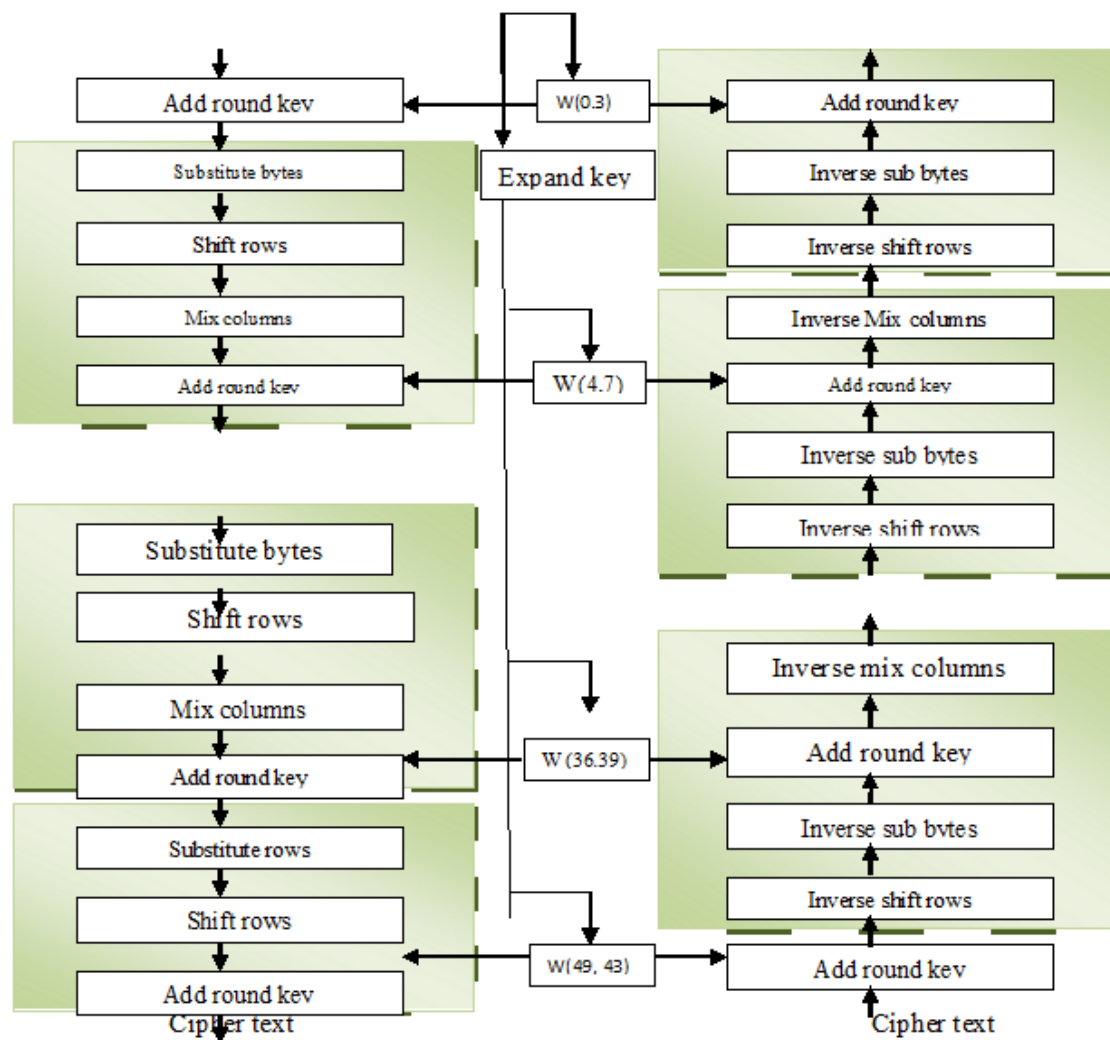 Add round kev
Substitute bytes
Shift rows
Mix columns
Add round key
Substitute bytes
Shift rows
Mix columns
Add round key
Substitute rows
Shift rows
Add round kev
Cipher text
W(0.3)
Expand key
W(4.7)
W(36.39)
W(49, 43)
Add round key
Inverse sub bytes
Inverse shift rows
Inverse Mix columns
Add round key
Inverse sub bytes
Inverse shift rows
Inverse mix columns
Add round key
Inverse sub bytes
Inverse shift rows
Add round kev
Cipher text